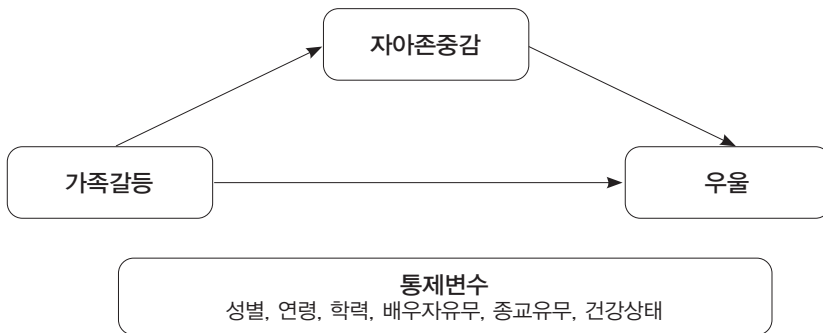 자아존중감
가족갈등
우울
통제변수
성별, 연령, 학력, 배우자유무, 종교유무, 건강상태